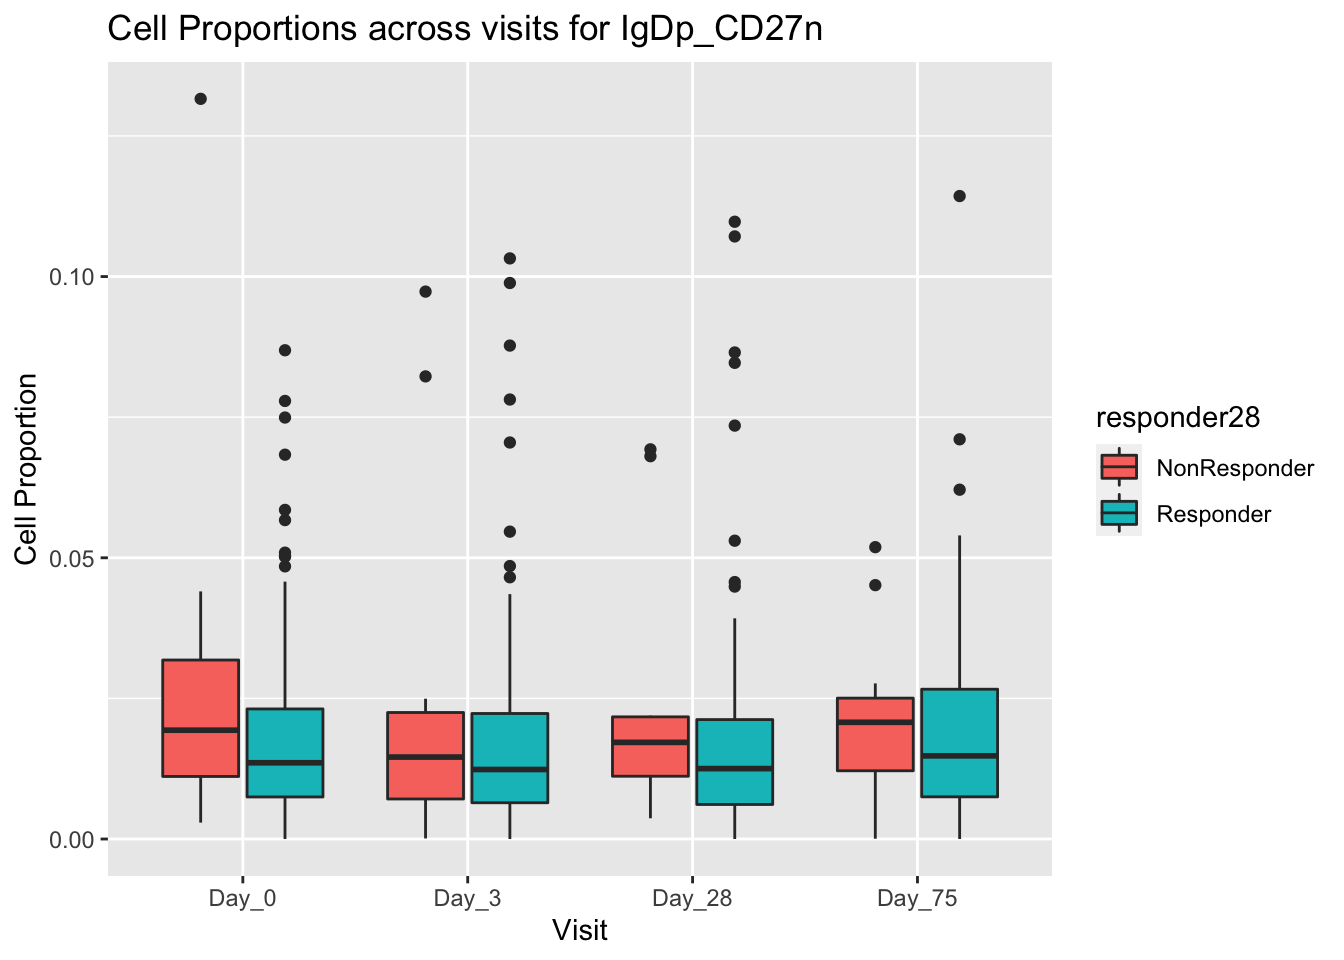 Cell Proportions across visits for IgDp_CD27n
Cell Proportion
0.10
0.05
0.00
Day_0
Day_3
Day_28
Day_75
Visit
responder28
NonResponder
Responder